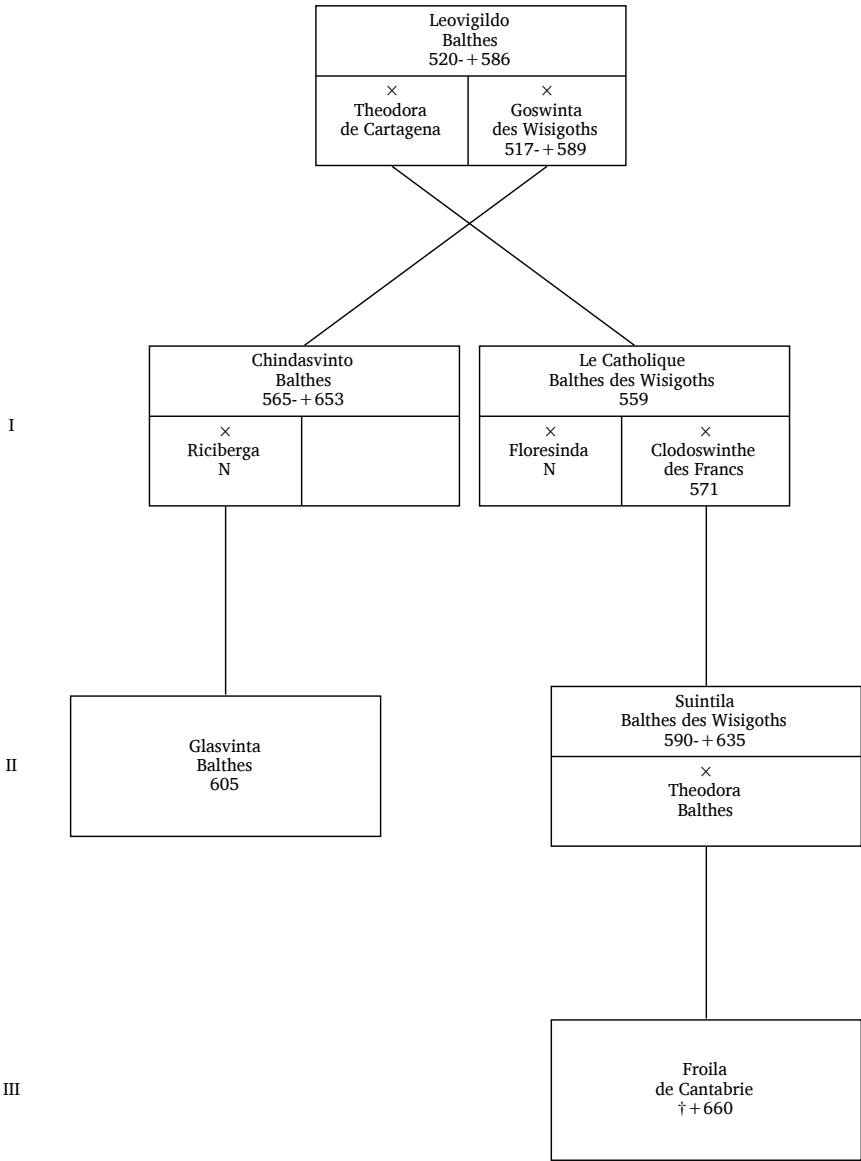 Leovigildo
Balthes
520-+586
×
Theodora
de Cartagena
×
Goswinta
des Wisigoths
517-+589
I
Chindasvinto
Balthes
565-+653
×
Riciberga
N
Le Catholique
Balthes des Wisigoths
559
×
Floresinda
N
×
Clodoswinthe
des Francs
571
II
Glasvinta
Balthes
605
Suintila
Balthes des Wisigoths
590-+635
×
Theodora
Balthes
III
Froila
de Cantabrie
†+660